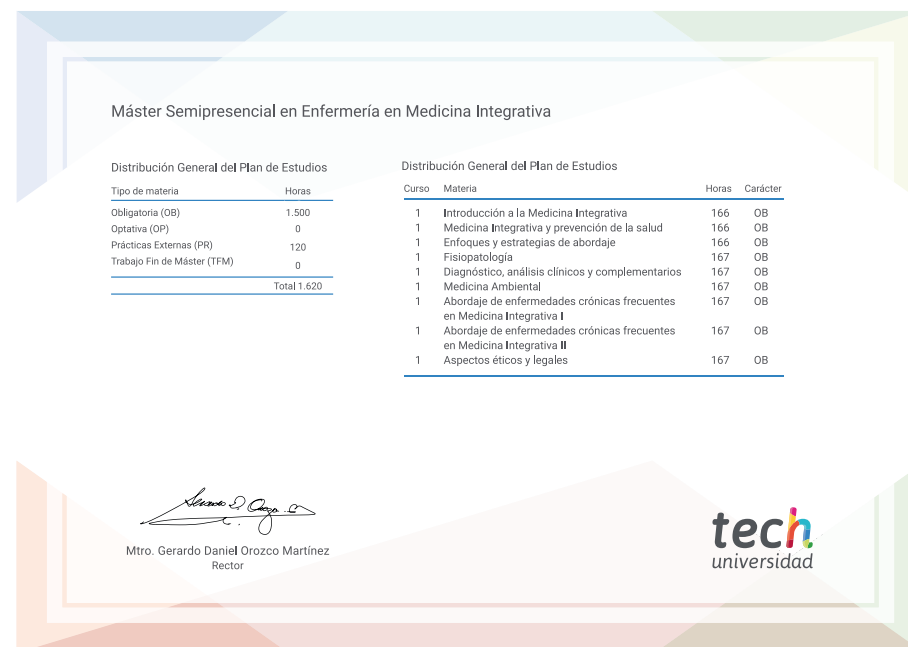 Máster Semipresencial en Enfermería en Medicina Integrativa
Distribución General del Plan de Estudios
Tipo de materia Horas
Obligatoria (OB) 1.500
Optativa (OP) 0
Prácticas Externas (PR) 120
Trabajo Fin de Máster (TFM) 0
Total 1.620
Distribución General del Plan de Estudios
Curso Materia Horas Carácter
1 Introducción a la Medicina Integrativa 166 OB
1 Medicina Integrativa y prevención de la salud 166 OB
1 Enfoques y estrategias de abordaje 166 OB
1 Fisiopatología 167 OB
1 Diagnóstico, análisis clínicos y complementarios 167 OB
1 Medicina Ambiental 167 OB
1 Abordaje de enfermedades crónicas frecuentes 167 OB
en Medicina Integrativa I
1 Abordaje de enfermedades crónicas frecuentes 167 OB
en Medicina Integrativa II
1 Aspectos éticos y legales 167 OB
Mtro. Gerardo Daniel Orozco Martínez
Rector
tech
universidad